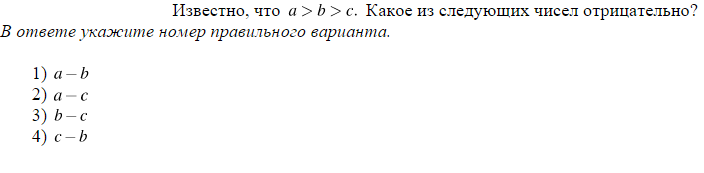 Известно, что a > b > c. Какое из следующих чисел отрицательно?
В ответе укажите номер правильного варианта.
1) a – b
2) a – c
3) b – c
4) c – b